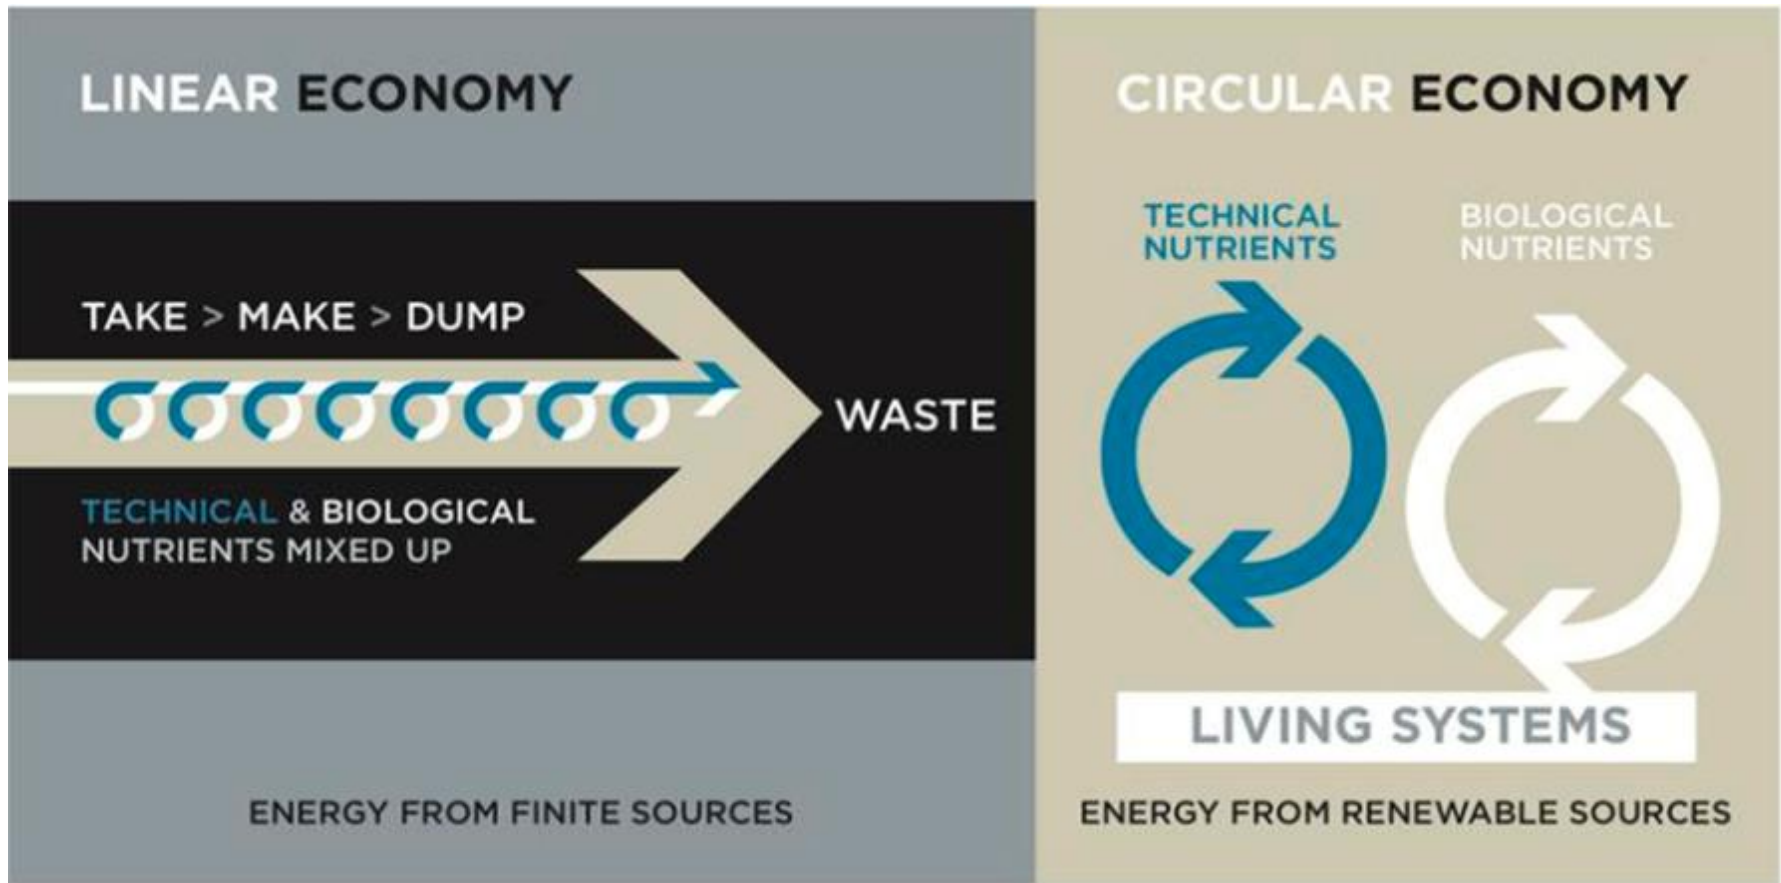 LINEAR ECONOMY
TAKE > MAKE > DUMP
WASTE
TECHNICAL & BIOLOGICAL
NUTRIENTS MIXED UP
ENERGY FROM FINITE SOURCES
CIRCULAR ECONOMY
TECHNICAL
NUTRIENTS
BIOLOGICAL
NUTRIENTS
LIVING SYSTEMS
ENERGY FROM RENEWABLE SOURCES